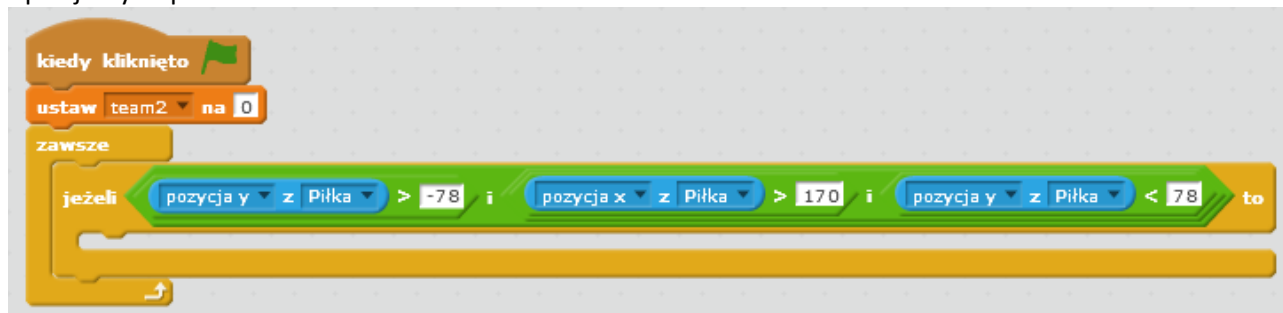 kiedy kliknięto
ustaw team2 na 0
zawsze
jeżeli pozycja y z Piłka > -78 i pozycja x z Piłka > 170 i pozycja y z Piłka < 78 to